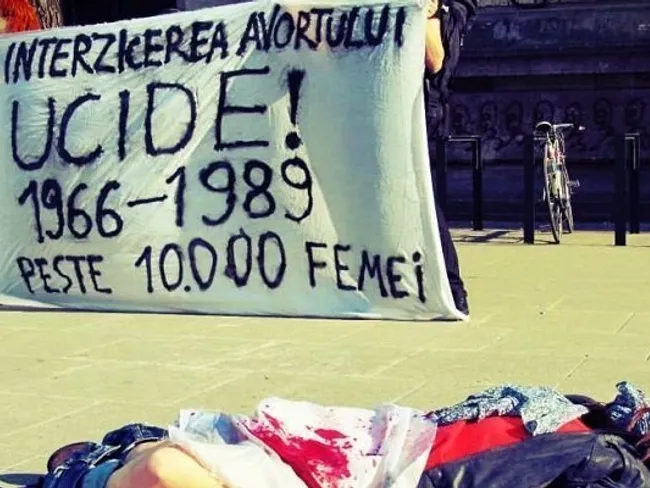 INTERZICEREA AVORTULUI
UCIDE!
1966-1989
PESTE 10.000 FEMEi